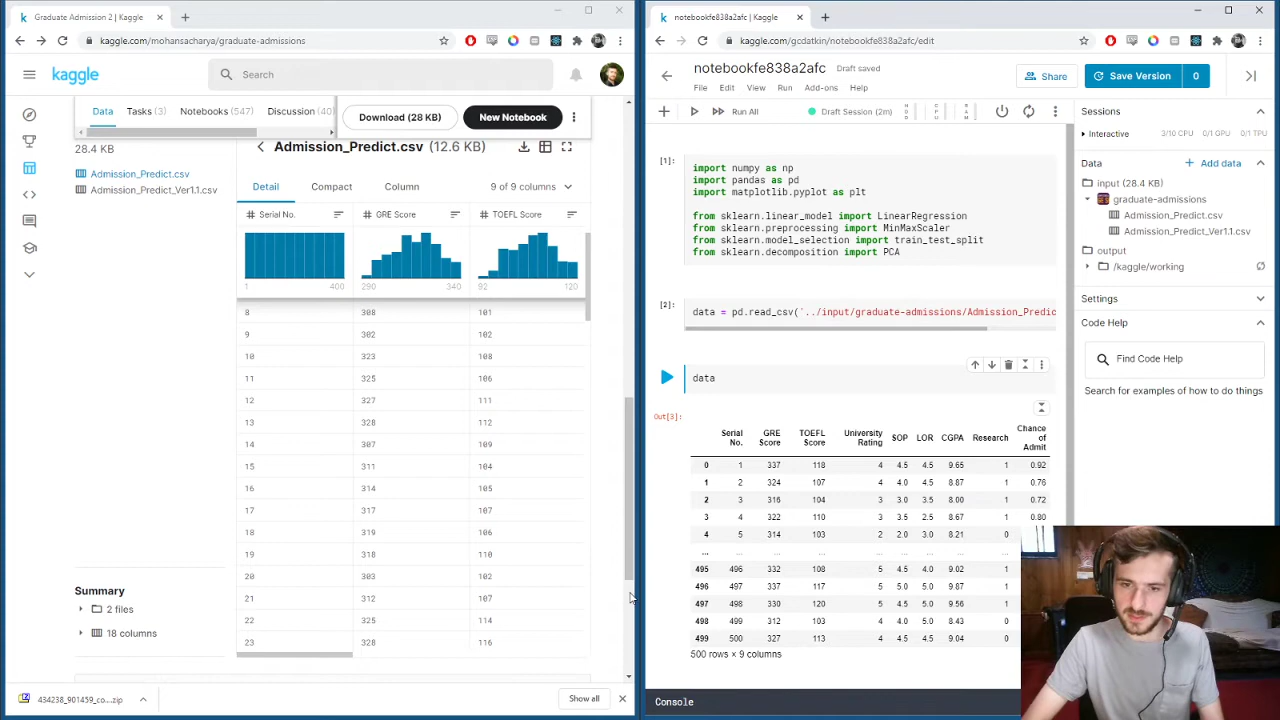 Graduate Admission 2 | Kaggle
kaggle.com/mohansacharya/graduate-admissions
kaggle
Search
Data
Tasks (3)
Notebooks (547)
Discussion (40)
Download (28 KB)
New Notebook
28.4 KB
Admission_Predict.csv
Admission_Predict_Ver1.1.csv
Admission_Predict.csv (12.6 KB)
Detail
Compact
Column
9 of 9 columns
# Serial No.
# GRE Score
# TOEFL Score
1 400
290 340
92 120
8 308 101
9 302 102
10 323 108
11 325 106
12 327 111
13 328 112
14 307 109
15 311 104
16 314 105
17 317 107
18 319 106
19 318 110
20 303 102
21 312 107
22 325 114
23 328 116
Summary
2 files
18 columns
434238_901459_co....zip
Show all
notebookfe838a2afc | Kaggle
kaggle.com/gcdatkin/notebookfe838a2afc/edit
notebookfe838a2afc Draft saved
File Edit View Run Add-ons Help
Share
Save Version 0
Run All
Draft Session (2m)
[1]:
import numpy as np
import pandas as pd
import matplotlib.pyplot as plt
from sklearn.linear_model import LinearRegression
from sklearn.preprocessing import MinMaxScaler
from sklearn.model_selection import train_test_split
from sklearn.decomposition import PCA
[2]:
data = pd.read_csv('../input/graduate-admissions/Admission_Predic
data
Out[3]:
Serial No. GRE Score TOEFL Score University Rating SOP LOR CGPA Research Chance of Admit
0 1 337 118 4 4.5 4.5 9.65 1 0.92
1 2 324 107 4 4.0 4.5 8.87 1 0.76
2 3 316 104 3 3.0 3.5 8.00 1 0.72
3 4 322 110 3 3.5 2.5 8.67 1 0.80
4 5 314 103 2 2.0 3.0 8.21 0
... ... ... ... ... ... ... ... ...
495 496 332 108 5 4.5 4.0 9.02 1
496 497 337 117 5 5.0 5.0 9.87 1
497 498 330 120 5 4.5 5.0 9.56 1
498 499 312 103 4 4.0 5.0 8.43 0
499 500 327 113 4 4.5 4.5 9.04 0
500 rows × 9 columns
Console
Sessions
Interactive
3/10 CPU 0/1 GPU 0/1 TPU
Data
Add data
input (28.4 KB)
graduate-admissions
Admission_Predict.csv
Admission_Predict_Ver1.1.csv
output
/kaggle/working
Settings
Code Help
Find Code Help
Search for examples of how to do things